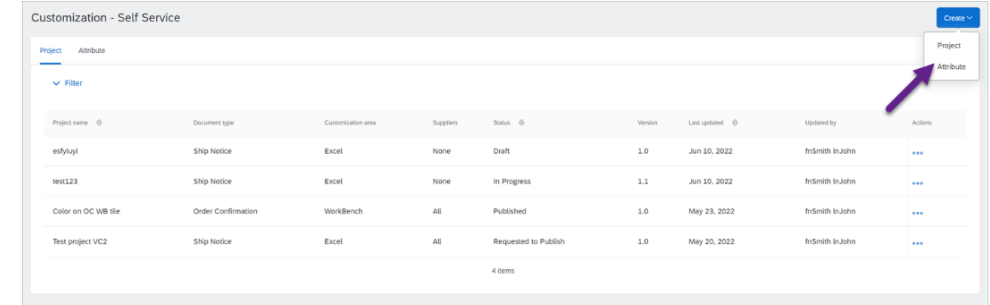 Customization - Self Service
Create
Project
Attribute
Project Attribute
Filter
Project name Document type Customization area Suppliers Status Version Last updated Updated by Actions
esfyiuyi Ship Notice Excel None Draft 1.0 Jun 10, 2022 fnSmith lnJohn
test123 Ship Notice Excel None In Progress 1.1 Jun 10, 2022 fnSmith lnJohn
Color on OC WB tile Order Confirmation WorkBench All Published 1.0 May 23, 2022 fnSmith lnJohn
Test project VC2 Ship Notice Excel All Requested to Publish 1.0 May 20, 2022 fnSmith lnJohn
4 items